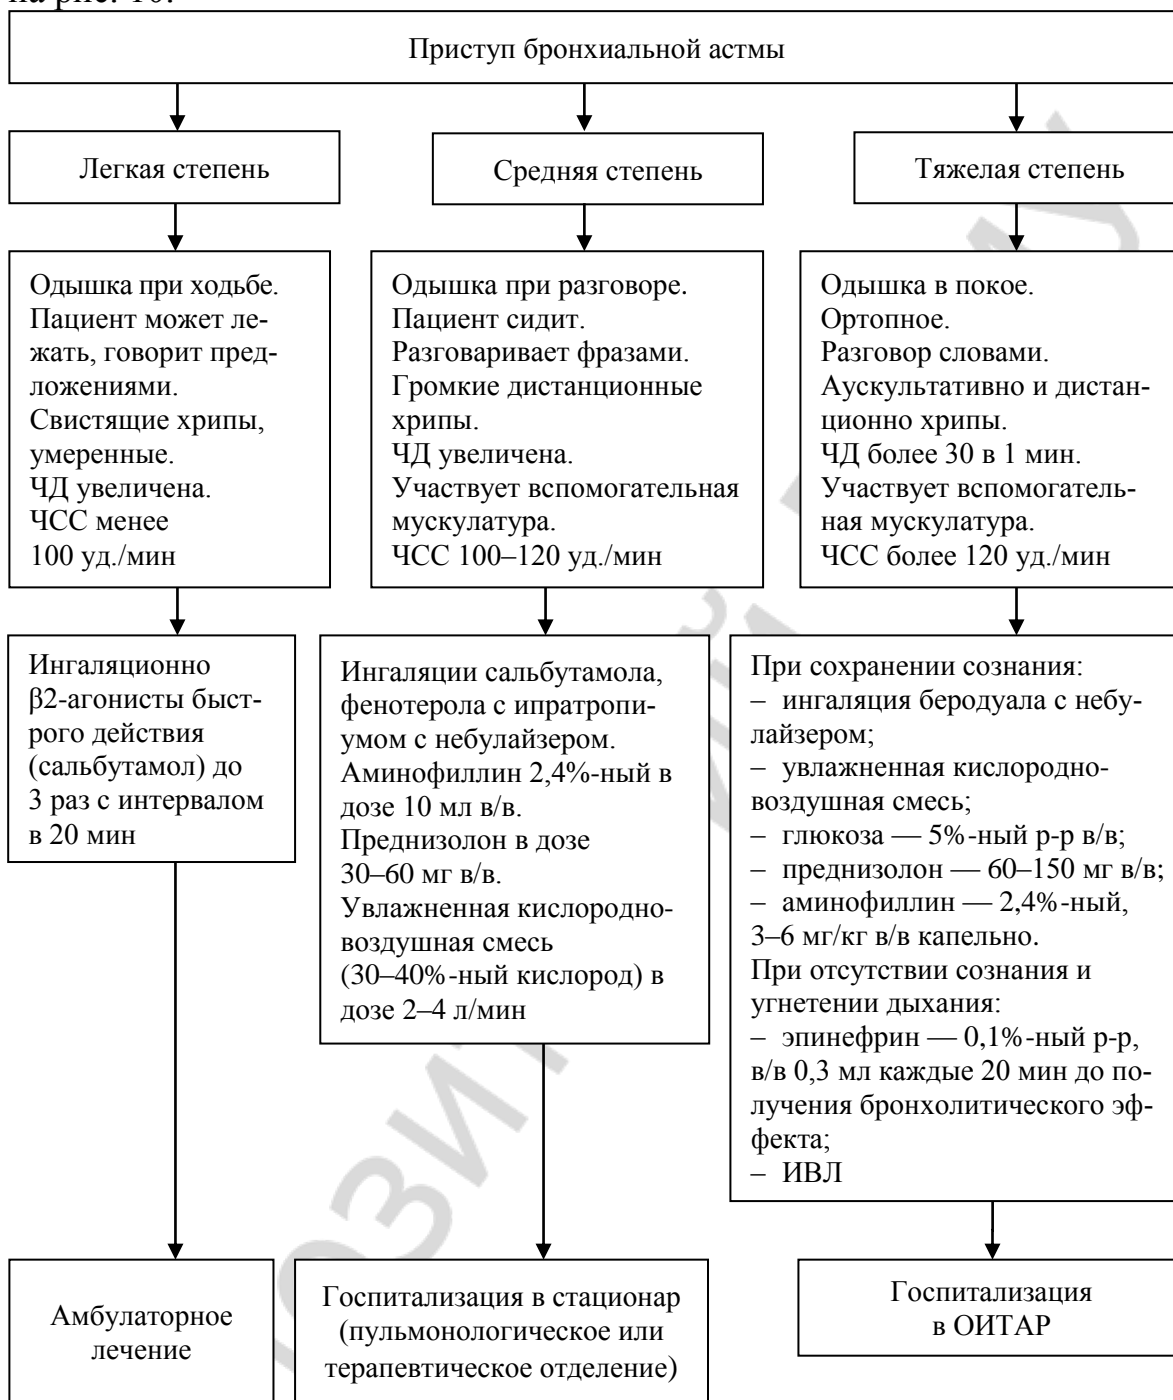 на рис. 10.
Приступ бронхиальной астмы
Легкая степень
Средняя степень
Тяжелая степень
Одышка при ходьбе.
Пациент может ле-
жать, говорит пред-
ложениями.
Свистящие хрипы,
умеренные.
ЧД увеличена.
ЧСС менее
100 уд./мин
Одышка при разговоре.
Пациент сидит.
Разговаривает фразами.
Громкие дистанционные
хрипы.
ЧД увеличена.
Участвует вспомогательная
мускулатура.
ЧСС 100–120 уд./мин
Одышка в покое.
Ортопное.
Разговор словами.
Аускультативно и дистан-
ционно хрипы.
ЧД более 30 в 1 мин.
Участвует вспомогатель-
ная мускулатура.
ЧСС более 120 уд./мин
Ингаляционно
β2-агонисты быст-
рого действия
(сальбутамол) до
3 раз с интервалом
в 20 мин
Ингаляции сальбутамола,
фенотерола с ипратропи-
умом с небулайзером.
Аминофиллин 2,4%-ный в
дозе 10 мл в/в.
Преднизолон в дозе
30–60 мг в/в.
Увлажненная кислородно-
воздушная смесь
(30–40%-ный кислород) в
дозе 2–4 л/мин
При сохранении сознания:
– ингаляция беродуала с небу-
лайзером;
– увлажненная кислородно-
воздушная смесь;
– глюкоза — 5%-ный р-р в/в;
– преднизолон — 60–150 мг в/в;
– аминофиллин — 2,4%-ный,
3–6 мг/кг в/в капельно.
При отсутствии сознания и
угнетении дыхания:
– эпинефрин — 0,1%-ный р-р,
в/в 0,3 мл каждые 20 мин до по-
лучения бронхолитического эф-
фекта;
– ИВЛ
Амбулаторное
лечение
Госпитализация в стационар
(пульмонологическое или
терапевтическое отделение)
Госпитализация
в ОИТАР